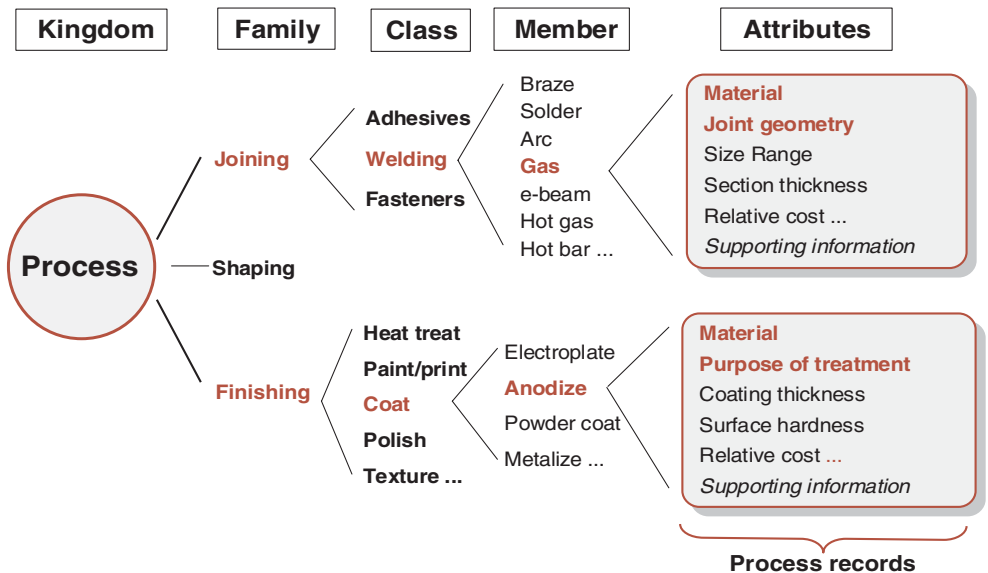 Kingdom
Family
Class
Member
Attributes
Process
Joining
Shaping
Finishing
Adhesives
Welding
Fasteners
Braze
Solder
Arc
Gas
e-beam
Hot gas
Hot bar ...
Material
Joint geometry
Size Range
Section thickness
Relative cost ...
Supporting information
Heat treat
Paint/print
Coat
Polish
Texture ...
Electroplate
Anodize
Powder coat
Metalize ...
Material
Purpose of treatment
Coating thickness
Surface hardness
Relative cost ...
Supporting information
Process records